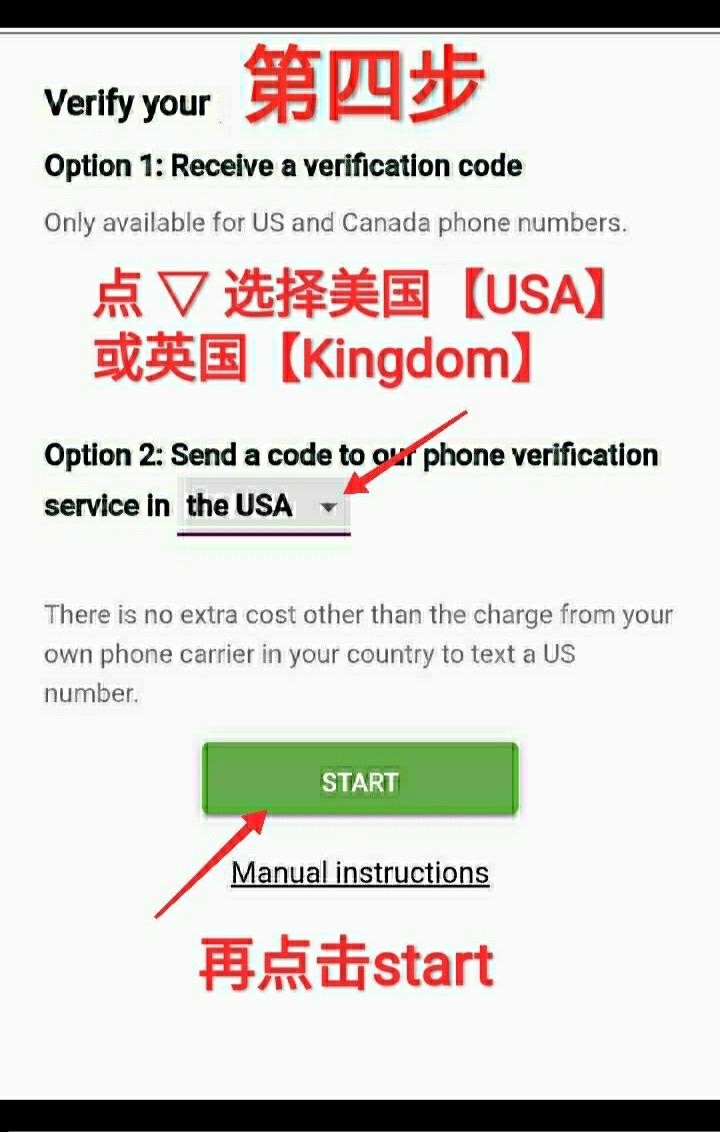 第四步
Verify your
Option 1: Receive a verification code
Only available for US and Canada phone numbers.
点 ▽ 选择美国【USA】
或英国【Kingdom】
Option 2: Send a code to our phone verification
service in the USA
There is no extra cost other than the charge from your
own phone carrier in your country to text a US
number.
START
Manual instructions
再点击start